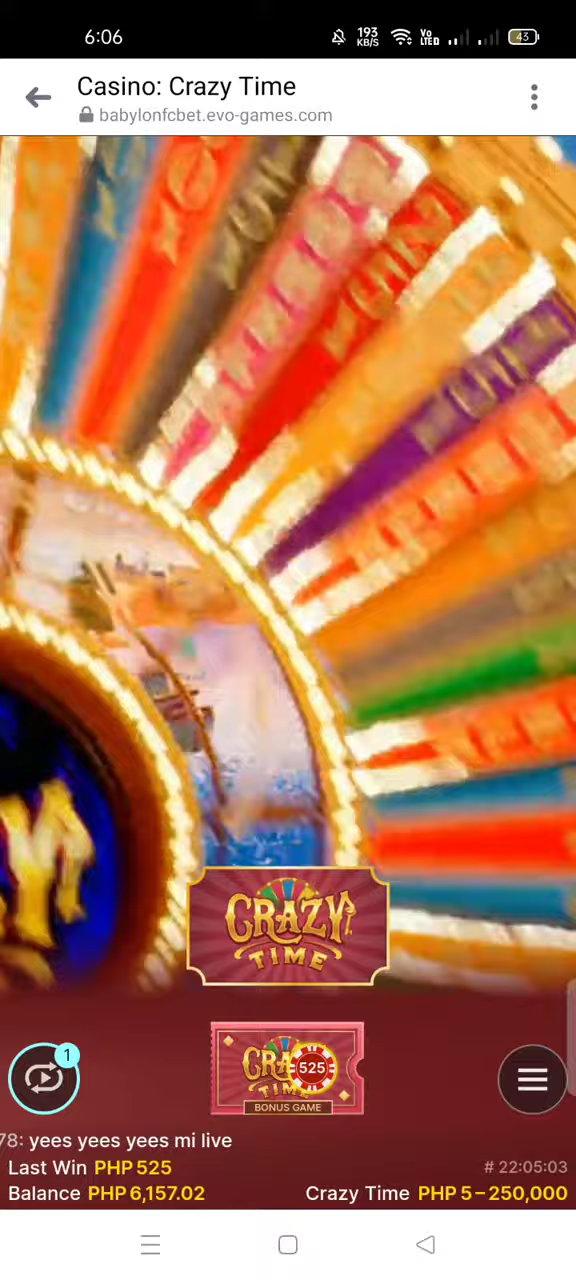 6:06
193
KB/S
Vo
LTED
43
Casino: Crazy Time
babylonfcbet.evo-games.com
CRAZY
TIME
1
525
BONUS GAME
78: yees yees yees mi live
Last Win PHP 525
# 22:05:03
Balance PHP 6,157.02
Crazy Time PHP 5 – 250,000